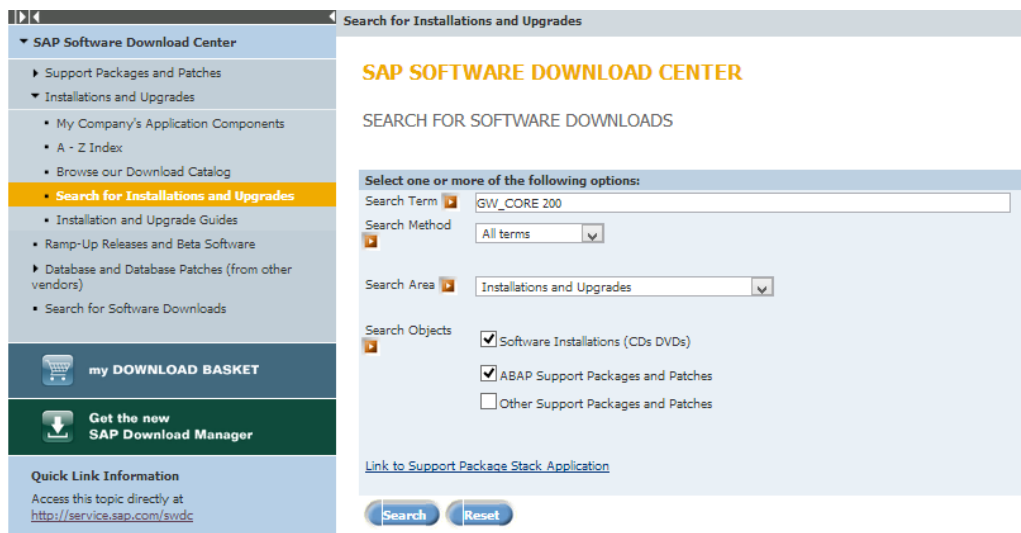 SAP Software Download Center
Support Packages and Patches
Installations and Upgrades
My Company's Application Components
A - Z Index
Browse our Download Catalog
Search for Installations and Upgrades
Installation and Upgrade Guides
Ramp-Up Releases and Beta Software
Database and Database Patches (from other
vendors)
Search for Software Downloads
my DOWNLOAD BASKET
Get the new
SAP Download Manager
Quick Link Information
Access this topic directly at
http://service.sap.com/swdc
Search for Installations and Upgrades
SAP SOFTWARE DOWNLOAD CENTER
SEARCH FOR SOFTWARE DOWNLOADS
Select one or more of the following options:
Search Term GW_CORE 200
Search Method All terms
Search Area Installations and Upgrades
Search Objects
Software Installations (CDs DVDs)
ABAP Support Packages and Patches
Other Support Packages and Patches
Link to Support Package Stack Application
Search Reset